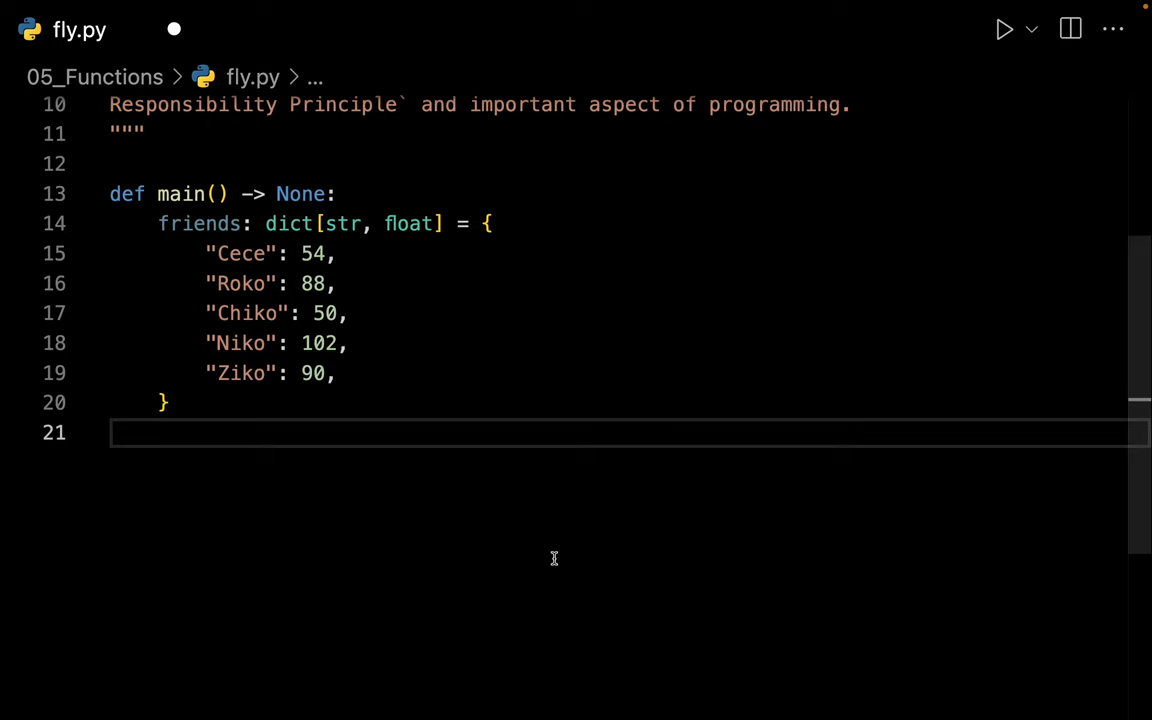 fly.py
05_Functions > fly.py > ...
10 Responsibility Principle` and important aspect of programming.
11 """
12
13 def main() -> None:
14     friends: dict[str, float] = {
15         "Cece": 54,
16         "Roko": 88,
17         "Chiko": 50,
18         "Niko": 102,
19         "Ziko": 90,
20     }
21